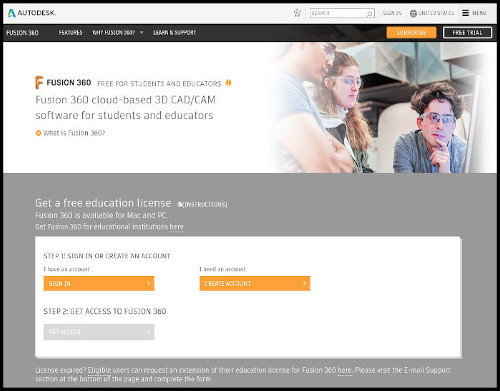 AUTODESK.
SEARCH
SIGN IN
UNITED STATES
MENU
FUSION 360
FEATURES
WHY FUSION 360?
LEARN & SUPPORT
SUBSCRIBE
FREE TRIAL
FUSION 360 FREE FOR STUDENTS AND EDUCATORS
Fusion 360 cloud-based 3D CAD/CAM
software for students and educators
What is Fusion 360?
Get a free education license (INSTRUCTIONS)
Fusion 360 is available for Mac and PC.
Get Fusion 360 for educational institutions here
STEP 1: SIGN IN OR CREATE AN ACCOUNT
I have an account
I need an account
SIGN IN
CREATE ACCOUNT
STEP 2: GET ACCESS TO FUSION 360
GET ACCESS
License expired? Eligible users can request an extension of their education license for Fusion 360 here. Please visit the E-mail Support
section at the bottom of the page and complete the form.